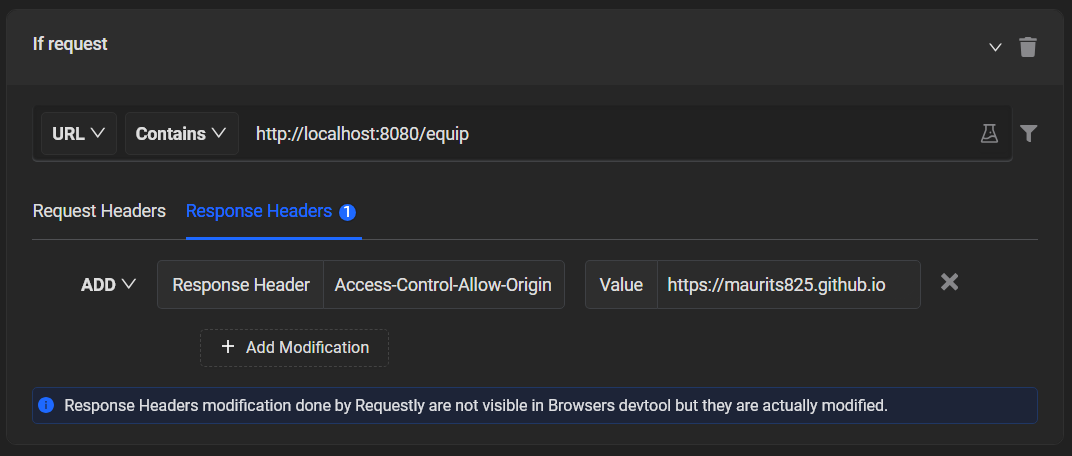 If request
URL Contains http://localhost:8080/equip
Request Headers Response Headers 1
ADD Response Header Access-Control-Allow-Origin Value https://maurits825.github.io
+ Add Modification
Response Headers modification done by Requestly are not visible in Browsers devtool but they are actually modified.